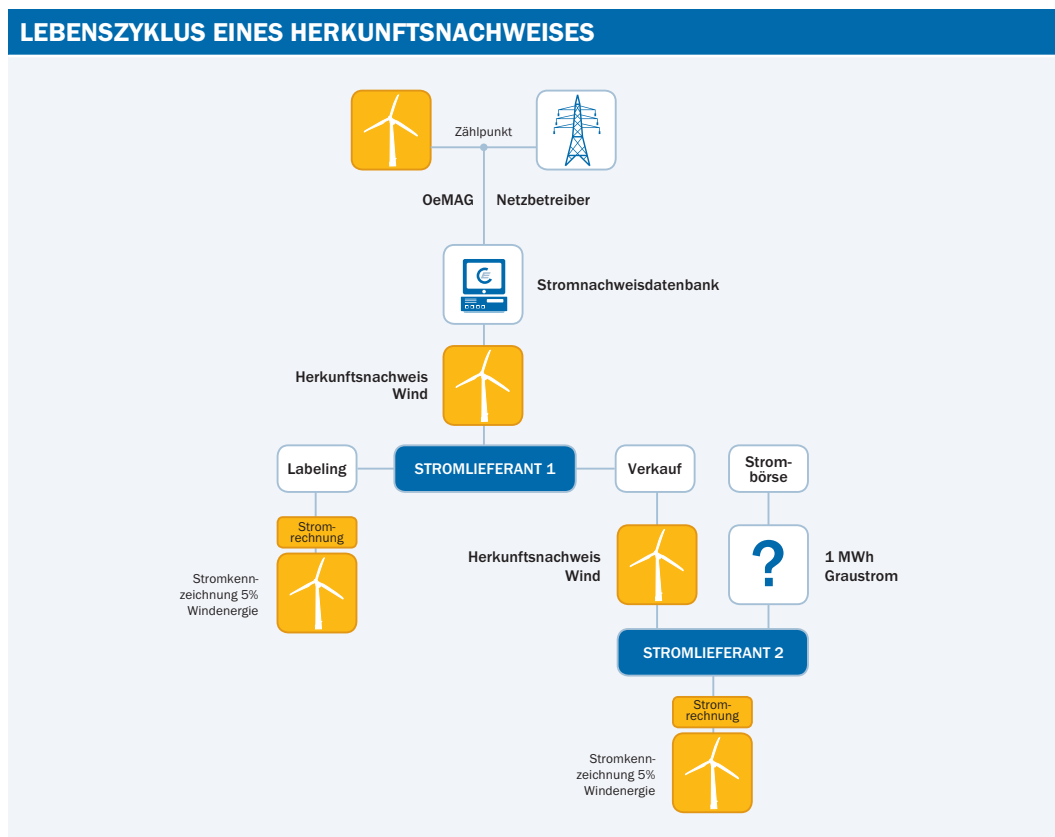 LEBENSZYKLUS EINES HERKUNFTSNACHWEISES
Zählpunkt
OeMAG
Netzbetreiber
Stromnachweisdatenbank
Herkunftsnachweis
Wind
Labeling
STROMLIEFERANT 1
Verkauf
Strom-
börse
Strom-
rechnung
Stromkenn-
zeichnung 5%
Windenergie
Herkunftsnachweis
Wind
?
1 MWh
Graustrom
STROMLIEFERANT 2
Strom-
rechnung
Stromkenn-
zeichnung 5%
Windenergie